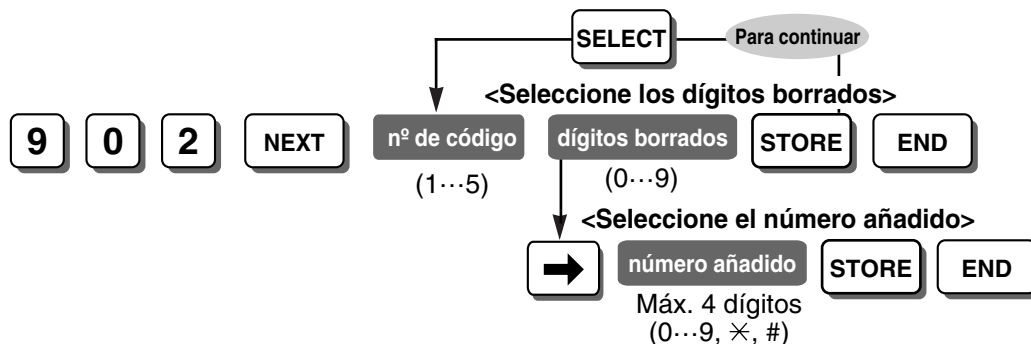 SELECT Para continuar
<Seleccione los dígitos borrados>
9 0 2 NEXT nº de código dígitos borrados STORE END
(1···5) (0···9)
<Seleccione el número añadido>
➡ número añadido STORE END
Máx. 4 dígitos
(0···9, ✕, #)